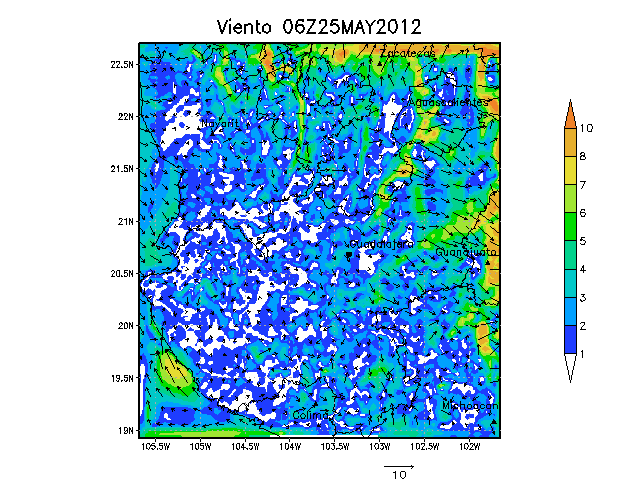 Viento 06Z25MAY2012
Zacatecas
22.5N
Aguascalientes
22N
Nayarit
21.5N
21N
Guadalajara
Guanajuato
20.5N
20N
19.5N
Michoacan
Colima
19N
105.5W 105W 104.5W 104W 103.5W 103W 102.5W 102W
10
10
9
8
7
6
5
4
3
2
1